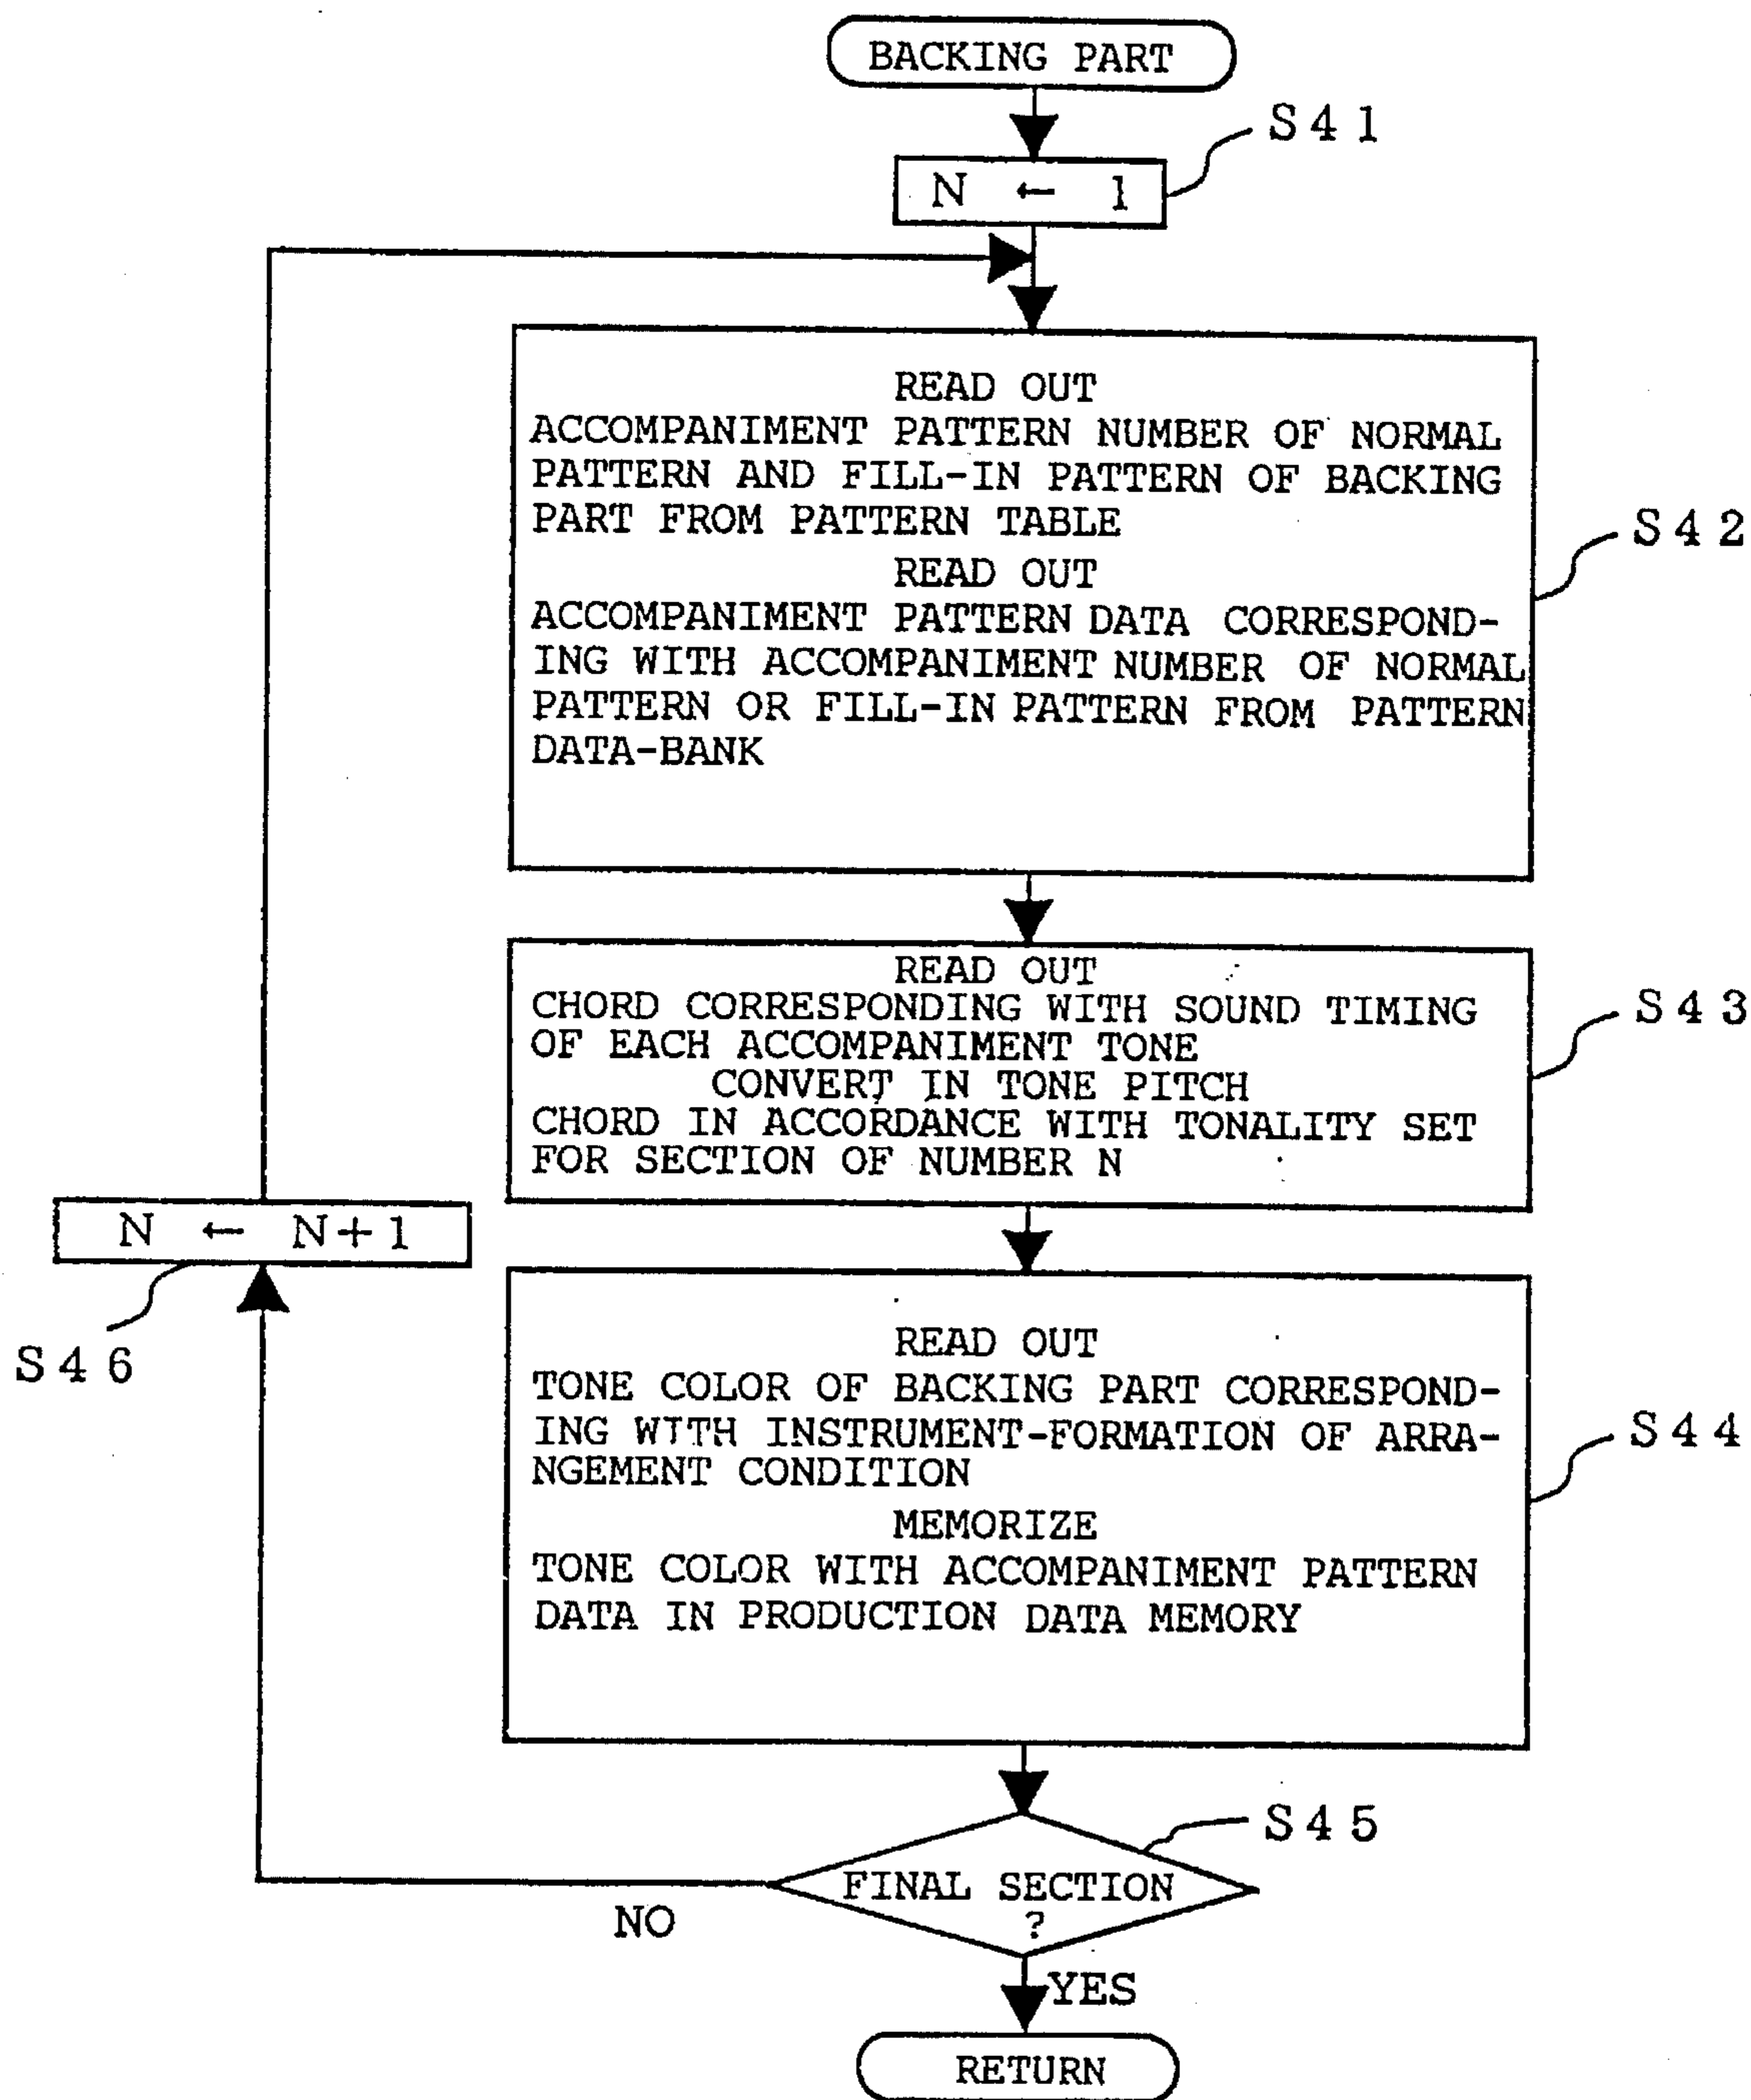 BACKING PART
S41
N ← 1
READ OUT
ACCOMPANIMENT PATTERN NUMBER OF NORMAL
PATTERN AND FILL-IN PATTERN OF BACKING
PART FROM PATTERN TABLE
READ OUT
ACCOMPANIMENT PATTERN DATA CORRESPOND-
ING WITH ACCOMPANIMENT NUMBER OF NORMAL
PATTERN OR FILL-IN PATTERN FROM PATTERN
DATA-BANK
S42
READ OUT
CHORD CORRESPONDING WITH SOUND TIMING
OF EACH ACCOMPANIMENT TONE
CONVERT IN TONE PITCH
CHORD IN ACCORDANCE WITH TONALITY SET
FOR SECTION OF NUMBER N
S43
N ← N+1
S46
READ OUT
TONE COLOR OF BACKING PART CORRESPOND-
ING WITH INSTRUMENT-FORMATION OF ARRA-
NGEMENT CONDITION
MEMORIZE
TONE COLOR WITH ACCOMPANIMENT PATTERN
DATA IN PRODUCTION DATA MEMORY
S44
S45
FINAL SECTION
?
NO
YES
RETURN